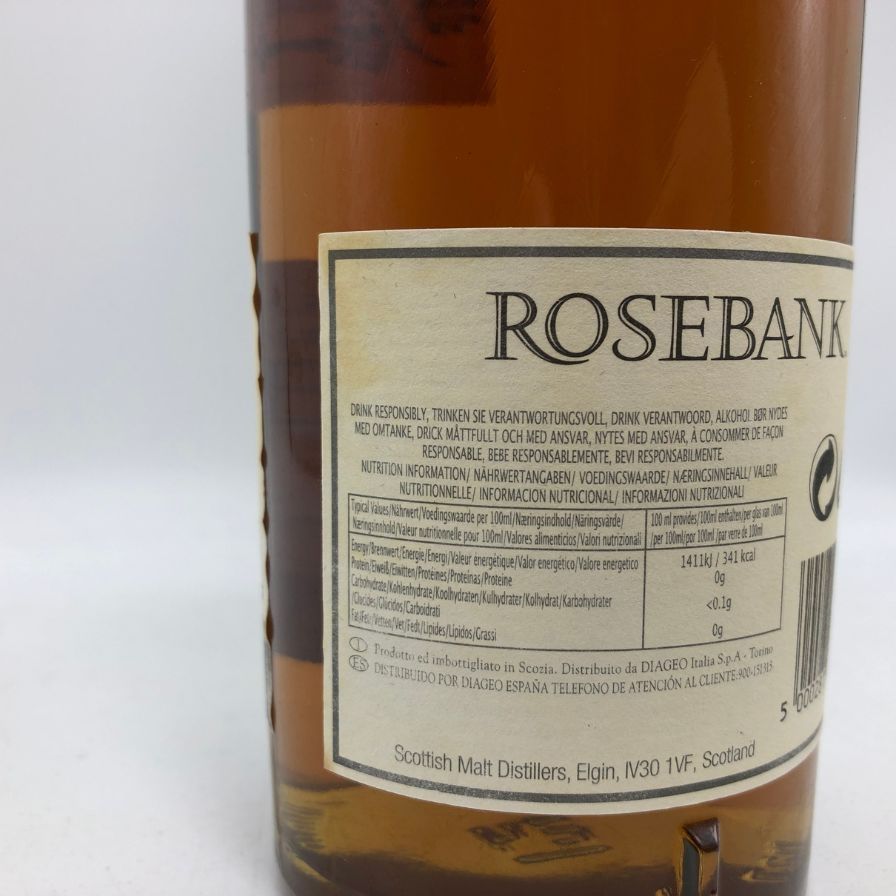 ROSEBANK
DRINK RESPONSIBLY, TRINKEN SIE VERANTWORTUNGSVOLL, DRINK VERANTWOORD, ALKOHOL BØR NYDES
MED OMTANKE, DRICK MÅTTFULLT OCH MED ANSVAR, NYTES MED ANSVAR, À CONSOMMER DE FAÇON
RESPONSABLE, BEBE RESPONSABLEMENTE, BEVI RESPONSABILMENTE.
NUTRITION INFORMATION/ NÄHRWERTANGABEN/ VOEDINGSWAARDE/ NÆRINGSINNEHALL/ VALEUR
NUTRITIONNELLE/ INFORMACION NUTRICIONAL/ INFORMAZIONI NUTRIZIONALI
Typical Values/Nährwert/Voedingswaarde per 100ml/Næringsindhold/Näringsvärde/
Næringsinnhold/Valeur nutritionnelle pour 100ml/Valores alimenticios/Valori nutrizionali
100 ml provides/100ml enthalten/per glas van 100ml
/per 100ml/por 100ml/par verre de 100ml
Energy/Brennwert/Energie/Energi/Valeur énergétique/Valor energético/Valore energetico
1411kJ / 341 kcal
Protein/Eiweiß/Eiwitten/Protéines/Proteinas/Proteine
0g
Carbohydrate/Kohlenhydrate/Koolhydraten/Kulhydrater/Kolhydrat/Karbohydrater
/Glucides/Glúcidos/Carboidrati
<0.1g
Fat/Fett/Vetten/Vet/Fedt/Lipides/Lipidos/Grassi
0g
I Prodotto ed imbottigliato in Scozia. Distribuito da DIAGEO Italia S.p.A - Torino
ES DISTRIBUIDO POR DIAGEO ESPAÑA TELEFONO DE ATENCIÓN AL CLIENTE:900-151315
5 00028
Scottish Malt Distillers, Elgin, IV30 1VF, Scotland